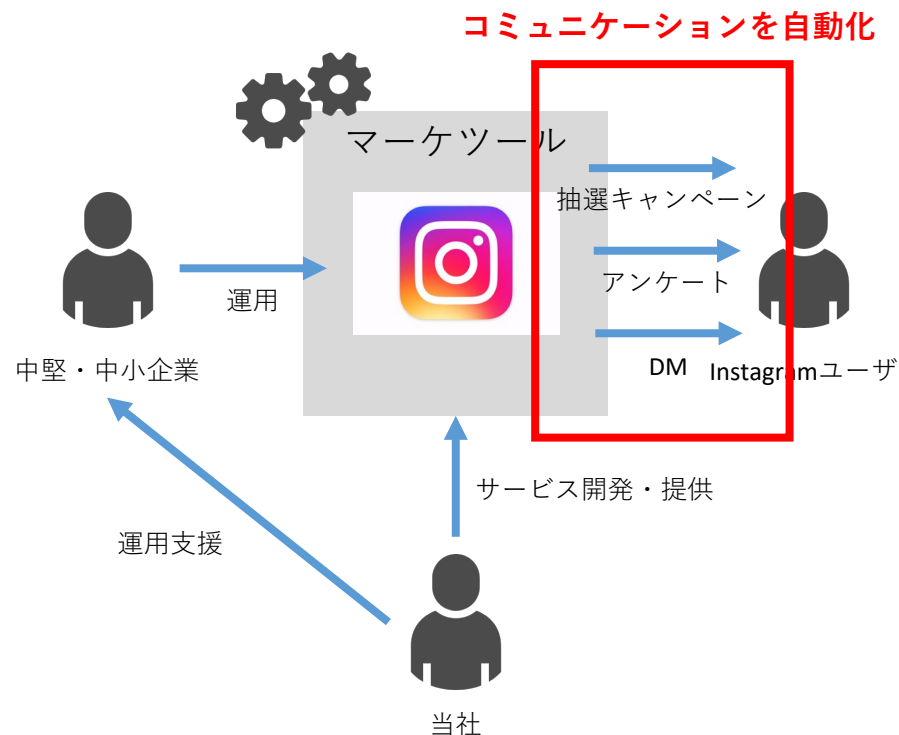 コミュニケーションを自動化
マーケツール
抽選キャンペーン
運用
アンケート
中堅・中小企業
DM
Instagramユーザ
サービス開発・提供
運用支援
当社